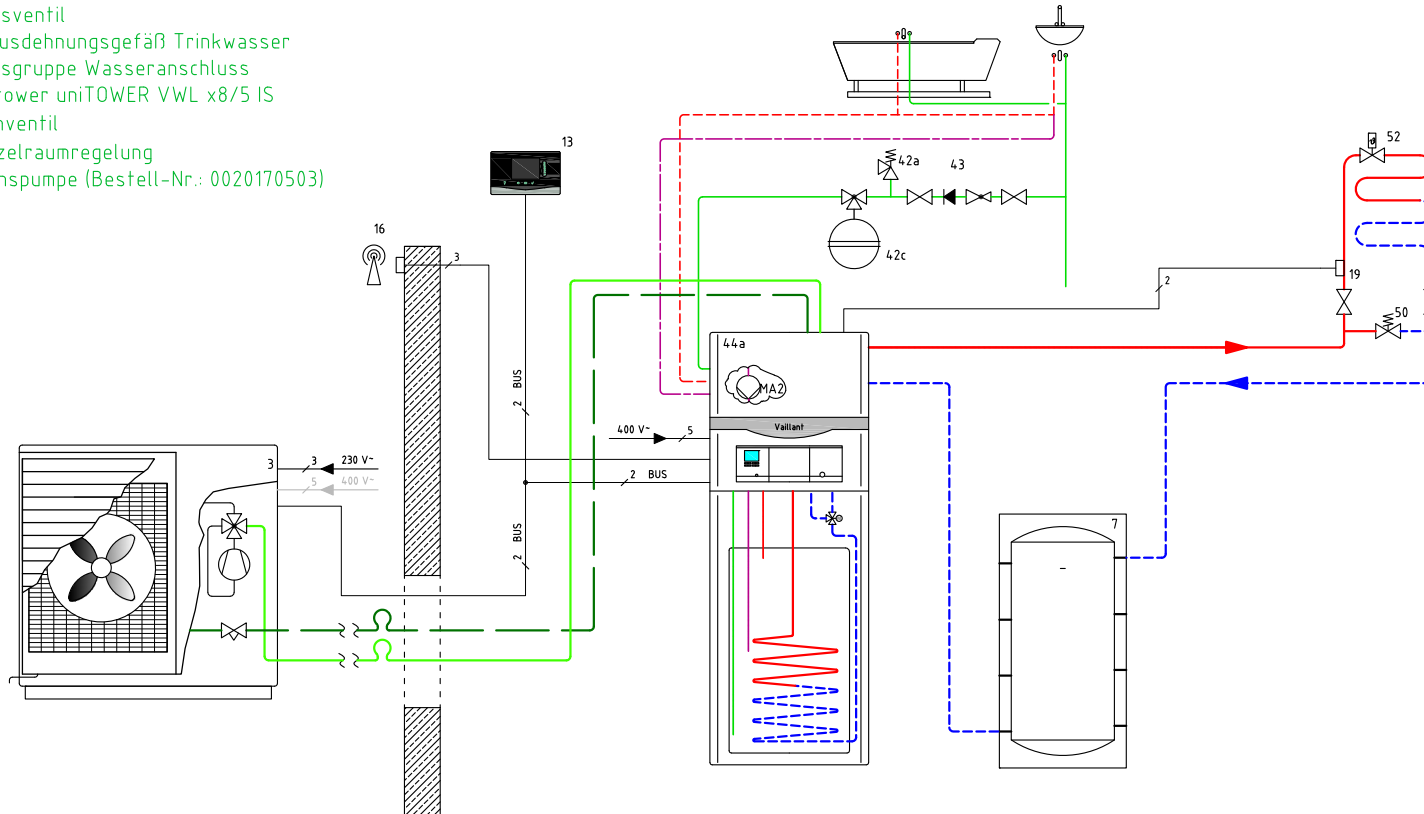 sventil
usdehnungsgefäß Trinkwasser
sgruppe Wasseranschluss
tower uniTOWER VWL x8/5 IS
nventil
zelraumregelung
nspumpe (Bestell-Nr.: 0020170503)
13
16
3
42a
43
42c
52
19
2
50
44a
MA2
Vaillant
2 BUS
400 V~
5
2 BUS
3
3
230 V~
5
400 V~
2 BUS
7